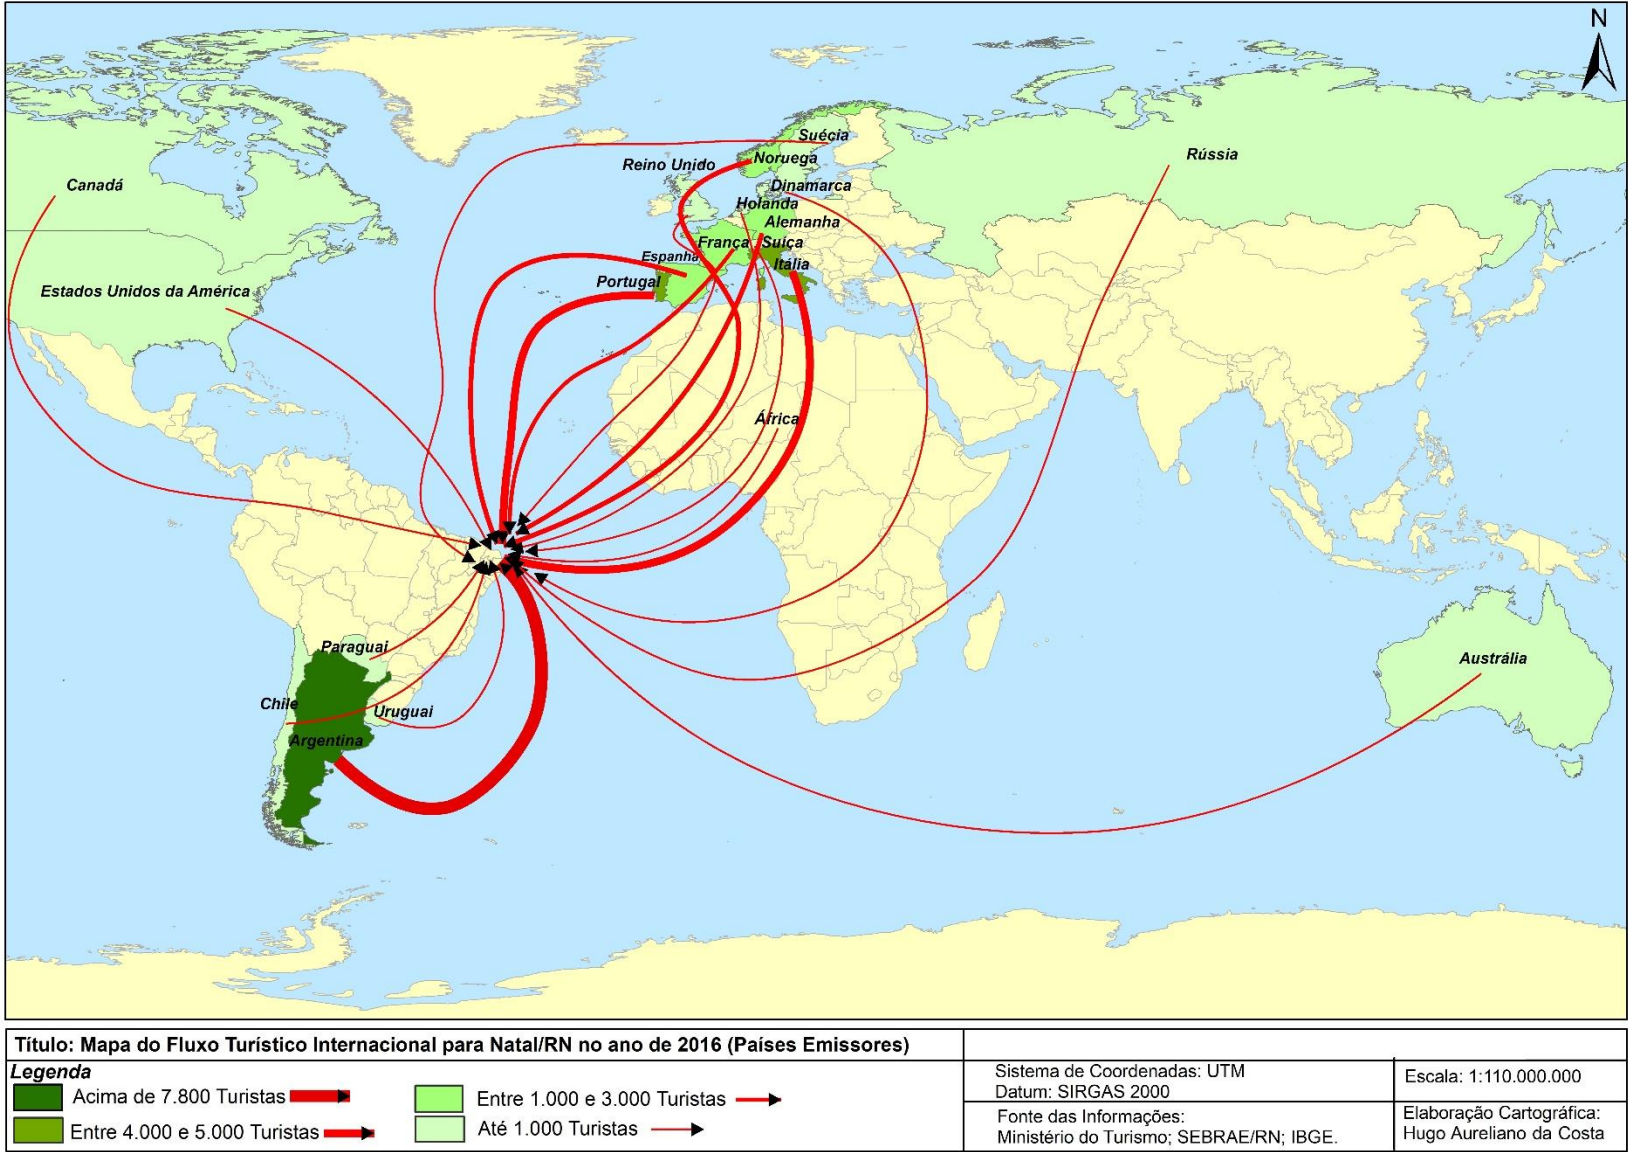 N
Suécia
Reino Unido
Noruega
Rússia
Canadá
Dinamarca
Holanda
Alemanha
França
Suiça
Espanha
Itália
Portugal
Estados Unidos da América
África
Paraguai
Austrália
Chile
Uruguai
Argentina
Título: Mapa do Fluxo Turístico Internacional para Natal/RN no ano de 2016 (Países Emissores)
Legenda
Acima de 7.800 Turistas
Entre 4.000 e 5.000 Turistas
Entre 1.000 e 3.000 Turistas
Até 1.000 Turistas
Sistema de Coordenadas: UTM
Datum: SIRGAS 2000
Escala: 1:110.000.000
Fonte das Informações:
Ministério do Turismo; SEBRAE/RN; IBGE.
Elaboração Cartográfica:
Hugo Aureliano da Costa